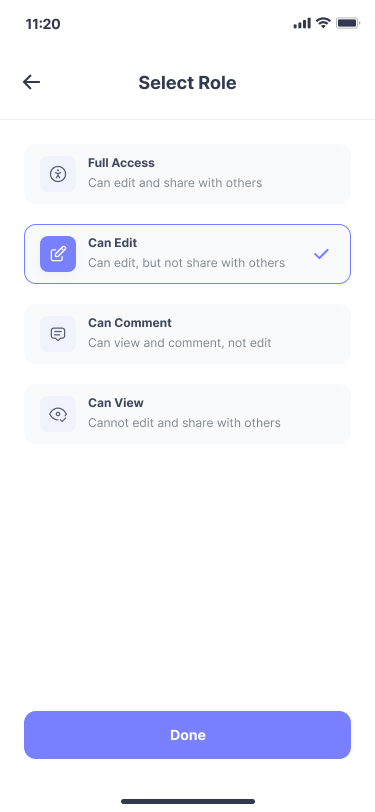 11:20
Select Role
Full Access
Can edit and share with others
Can Edit
Can edit, but not share with others
Can Comment
Can view and comment, not edit
Can View
Cannot edit and share with others
Done